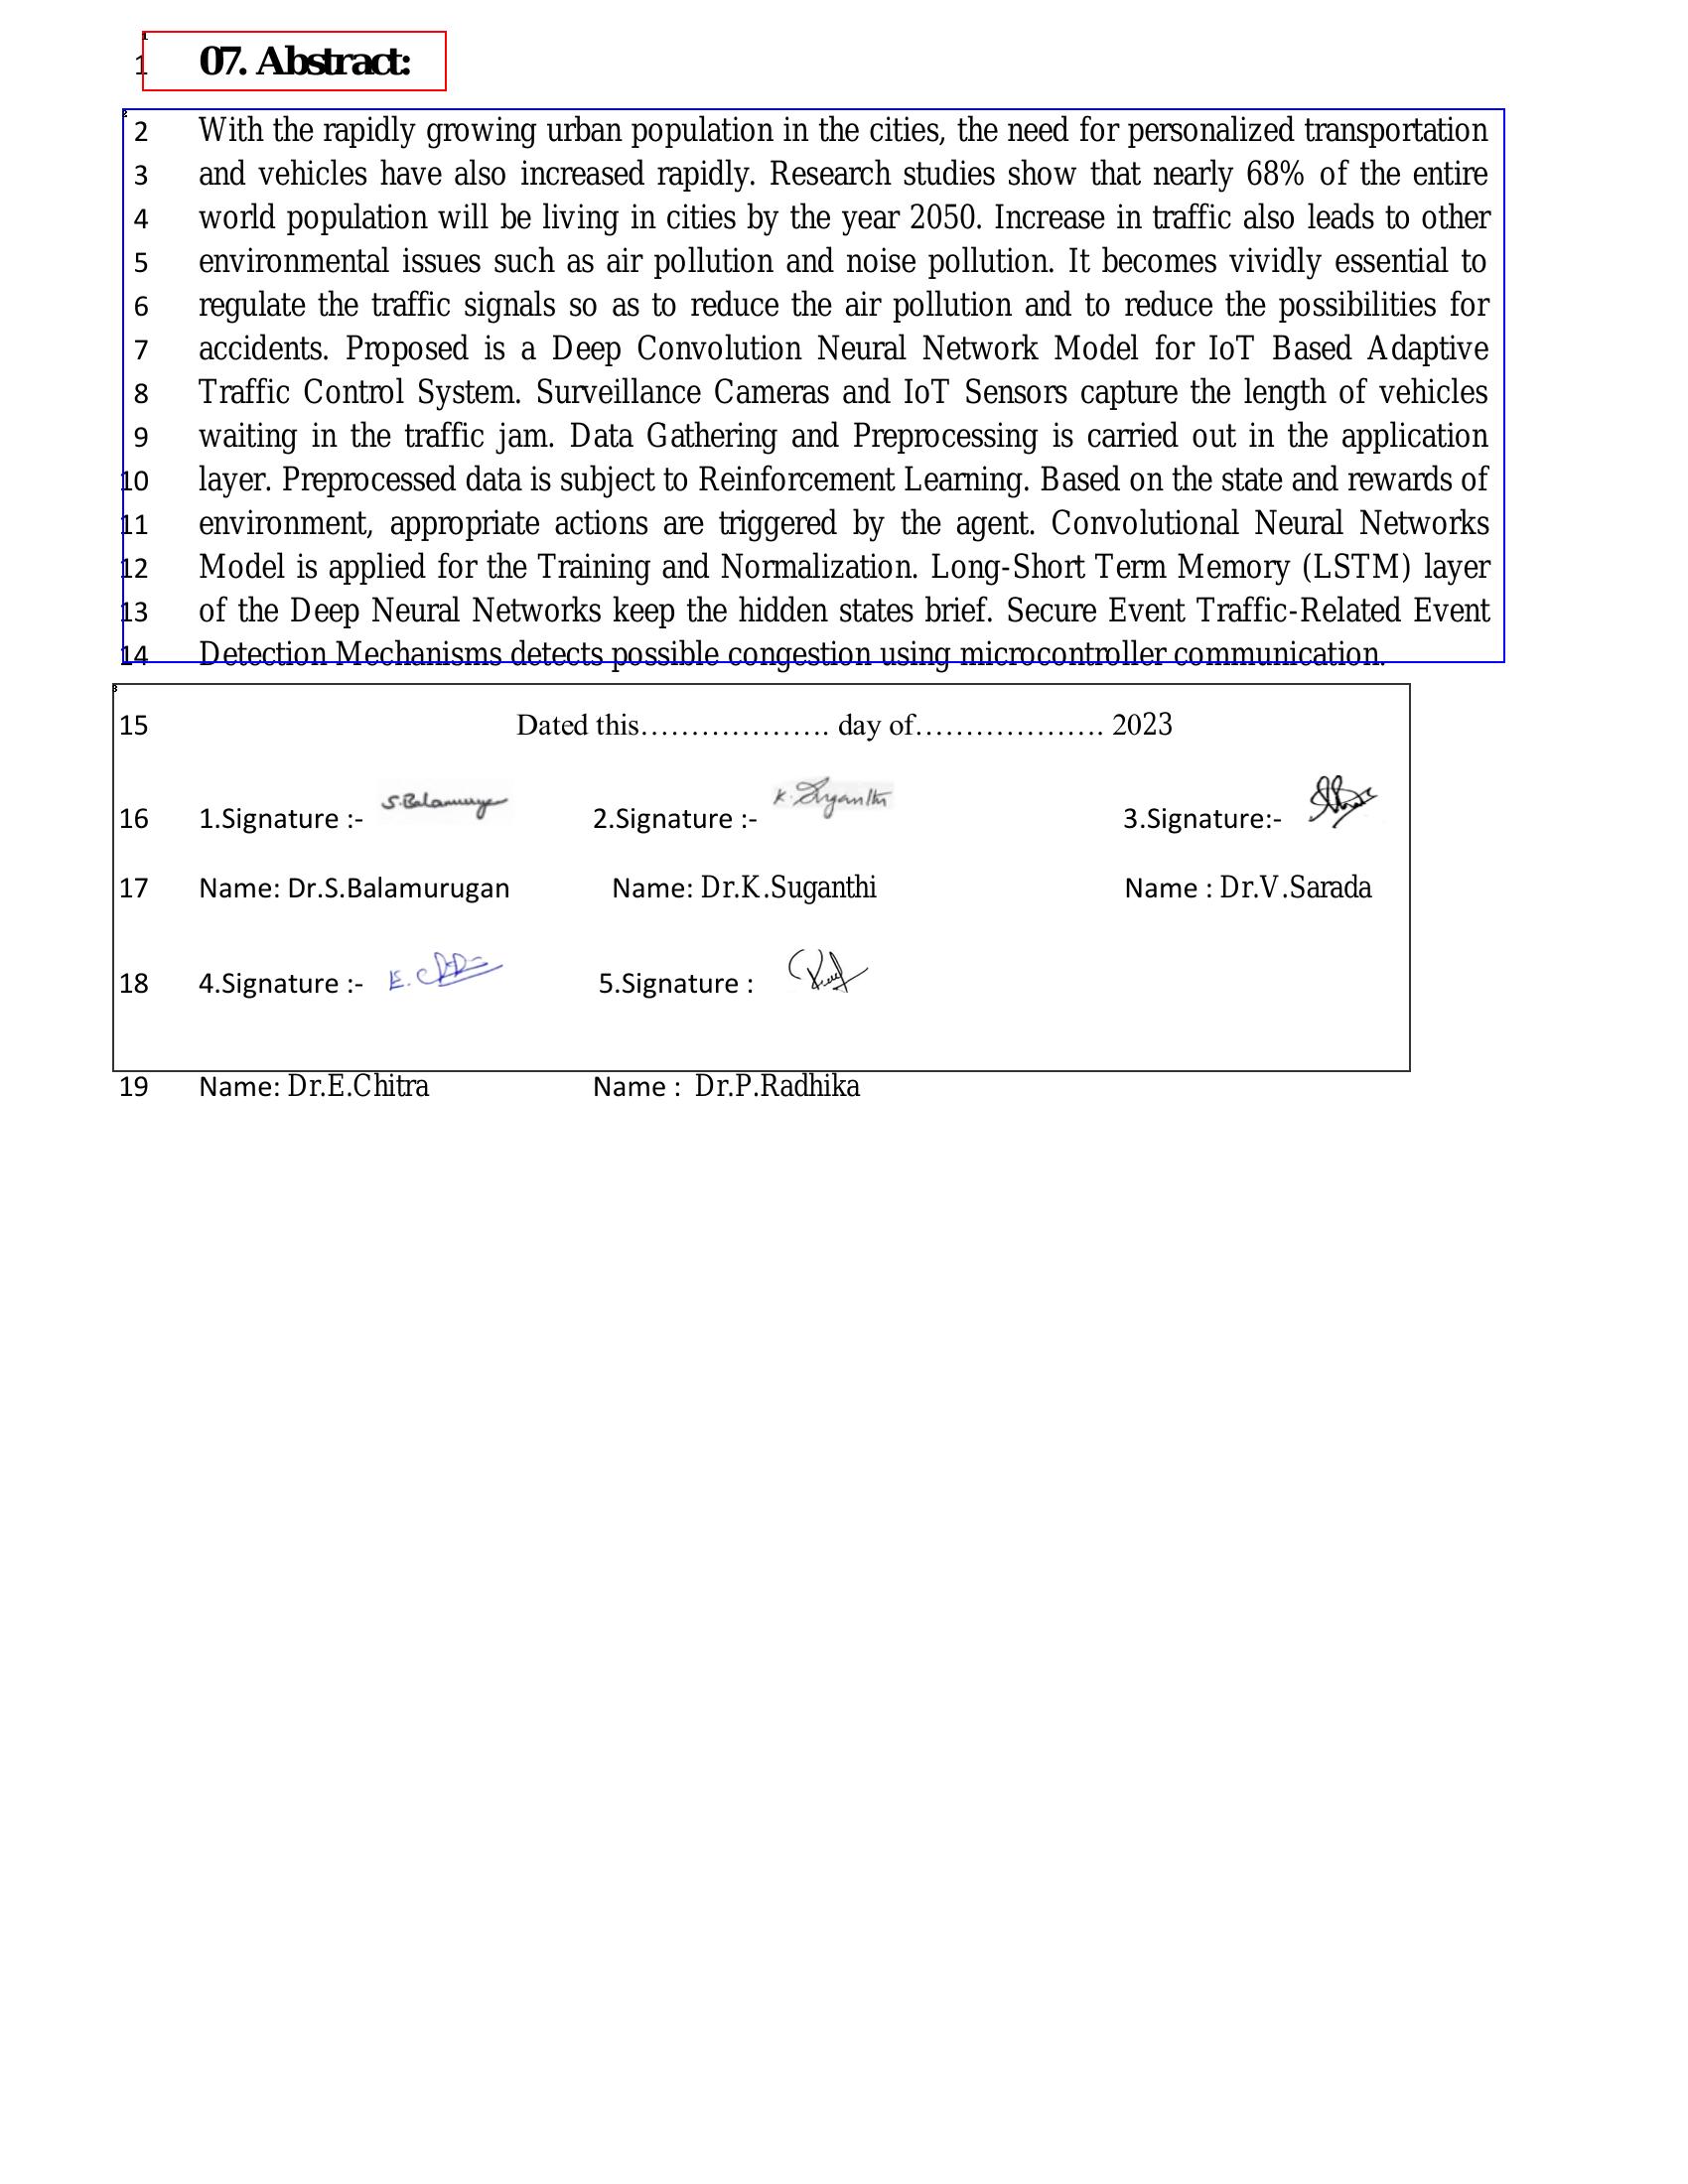 1 07. Abstract:
2 With the rapidly growing urban population in the cities, the need for personalized transportation
3 and vehicles have also increased rapidly. Research studies show that nearly 68% of the entire
4 world population will be living in cities by the year 2050. Increase in traffic also leads to other
5 environmental issues such as air pollution and noise pollution. It becomes vividly essential to
6 regulate the traffic signals so as to reduce the air pollution and to reduce the possibilities for
7 accidents. Proposed is a Deep Convolution Neural Network Model for IoT Based Adaptive
8 Traffic Control System. Surveillance Cameras and IoT Sensors capture the length of vehicles
9 waiting in the traffic jam. Data Gathering and Preprocessing is carried out in the application
10 layer. Preprocessed data is subject to Reinforcement Learning. Based on the state and rewards of
11 environment, appropriate actions are triggered by the agent. Convolutional Neural Networks
12 Model is applied for the Training and Normalization. Long-Short Term Memory (LSTM) layer
13 of the Deep Neural Networks keep the hidden states brief. Secure Event Traffic-Related Event
14 Detection Mechanisms detects possible congestion using microcontroller communication.
15 Dated this………………. day of………………. 2023
16 1.Signature :- S.Balamuruga 2.Signature :- K. Suganthi 3.Signature:-
17 Name: Dr.S.Balamurugan Name: Dr.K.Suganthi Name : Dr.V.Sarada
18 4.Signature :- E. 5.Signature :
19 Name: Dr.E.Chitra Name : Dr.P.Radhika